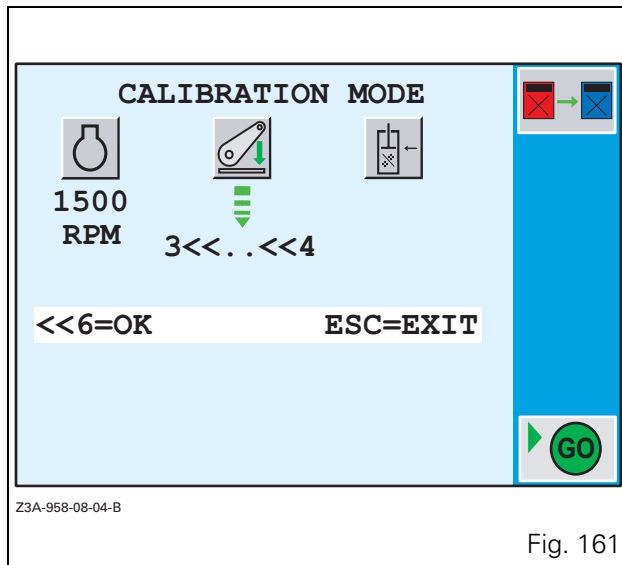 CALIBRATION MODE
1500
RPM
3<<..<<4
<<6=OK ESC=EXIT
GO
Z3A-958-08-04-B
Fig. 161